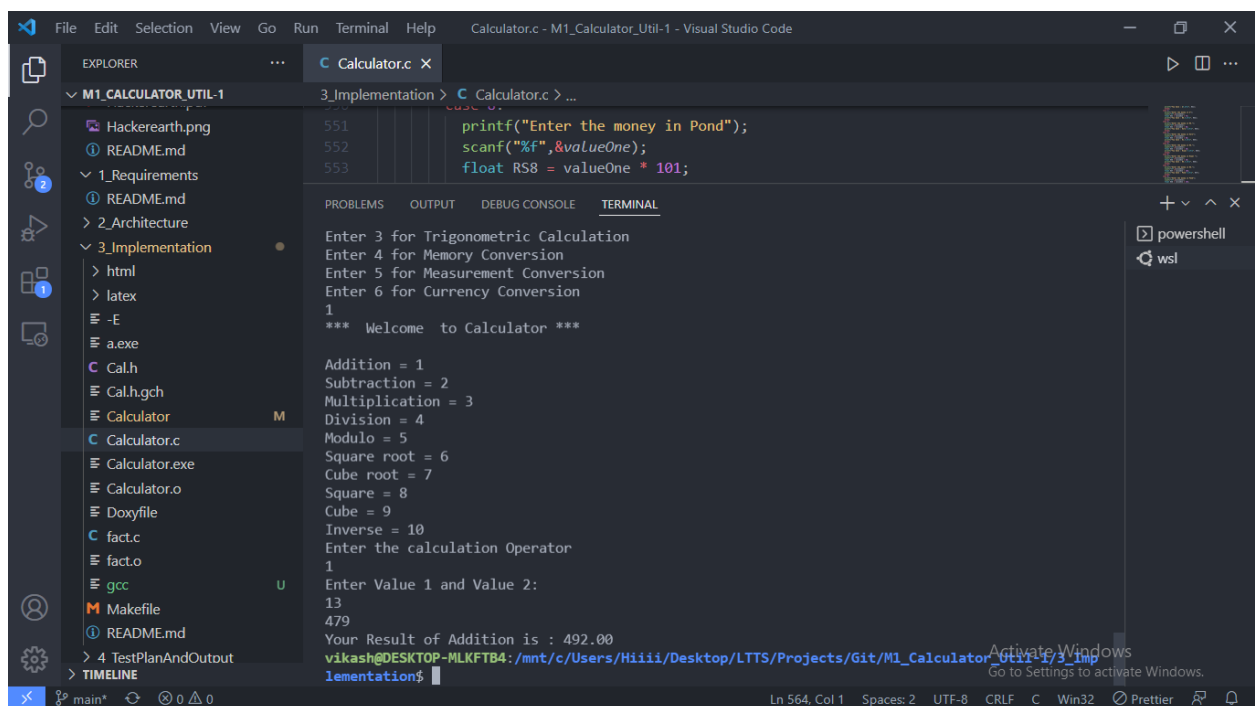 File Edit Selection View Go Run Terminal Help Calculator.c - M1_Calculator_Util-1 - Visual Studio Code
EXPLORER
M1_CALCULATOR_UTIL-1
Hackerearth.png
README.md
1_Requirements
README.md
2_Architecture
3_Implementation
html
latex
-E
a.exe
C Cal.h
Cal.h.gch
Calculator M
C Calculator.c
Calculator.exe
Calculator.o
Doxyfile
C fact.c
fact.o
gcc U
M Makefile
README.md
4_TestPlanAndOutput
TIMELINE
2
1
C Calculator.c
3_Implementation > C Calculator.c > ...
551 printf("Enter the money in Pond");
552 scanf("%f",&valueOne);
553 float RS8 = valueOne * 101;
PROBLEMS OUTPUT DEBUG CONSOLE TERMINAL
Enter 3 for Trigonometric Calculation
Enter 4 for Memory Conversion
Enter 5 for Measurement Conversion
Enter 6 for Currency Conversion
1
*** Welcome to Calculator ***
Addition = 1
Subtraction = 2
Multiplication = 3
Division = 4
Modulo = 5
Square root = 6
Cube root = 7
Square = 8
Cube = 9
Inverse = 10
Enter the calculation Operator
1
Enter Value 1 and Value 2:
13
479
Your Result of Addition is : 492.00
vikash@DESKTOP-MLKFTB4:/mnt/c/Users/Hiiii/Desktop/LTTS/Projects/Git/M1_Calculator_Util-1/3_Imp
lementation$
powershell
wsl
Activate Windows
Go to Settings to activate Windows.
main* 0 0 Ln 564, Col 1 Spaces: 2 UTF-8 CRLF C Win32 Prettier